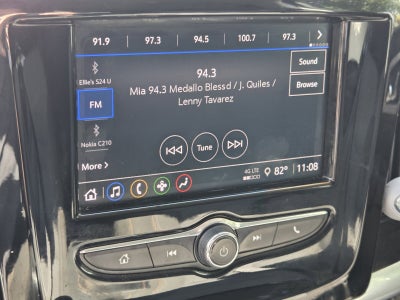 91.9 97.3 94.5 100.7 97.3
Ellie's S24 U
94.3
Sound
Mia 94.3 Medallo Blessd / J. Quiles /
Lenny Tavarez
Browse
FM
Nokia C210
Tune
More >
4G LTE
82° 11:08